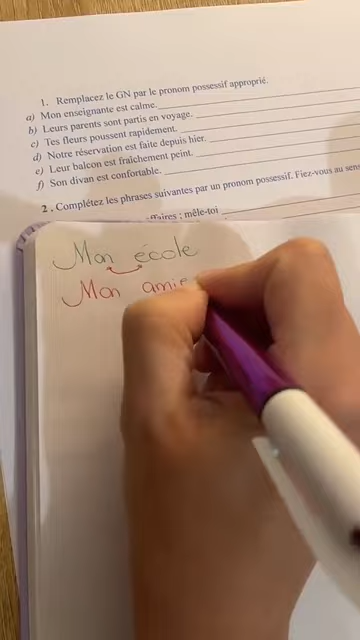 1. Remplacez le GN par le pronom possessif approprié.
a) Mon enseignante est calme.
b) Leurs parents sont partis en voyage.
c) Tes fleurs poussent rapidement.
d) Notre réservation est faite depuis hier.
e) Leur balcon est fraîchement peint.
f) Son divan est confortable.
2. Complétez les phrases suivantes par un pronom possessif. Fiez-vous au sens
mêle-toi
Mon école
Mon amie